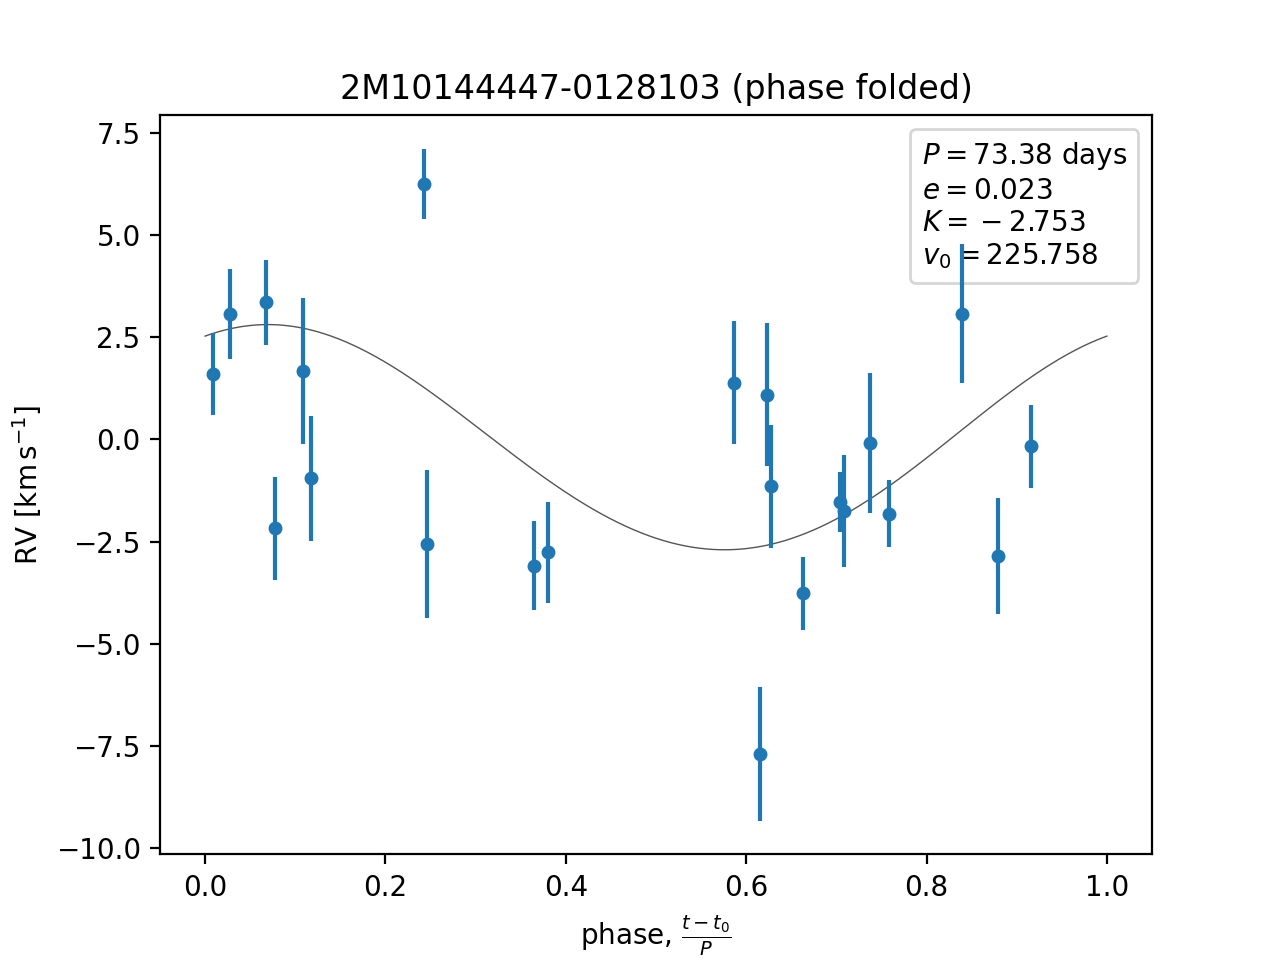 2M10144447-0128103 (phase folded)
P = 73.38 days
e = 0.023
K = − 2.753
v₀ = 225.758
RV [km s⁻¹]
7.5
5.0
2.5
0.0
−2.5
−5.0
−7.5
−10.0
0.0 0.2 0.4 0.6 0.8 1.0
phase, (t − t₀)/P